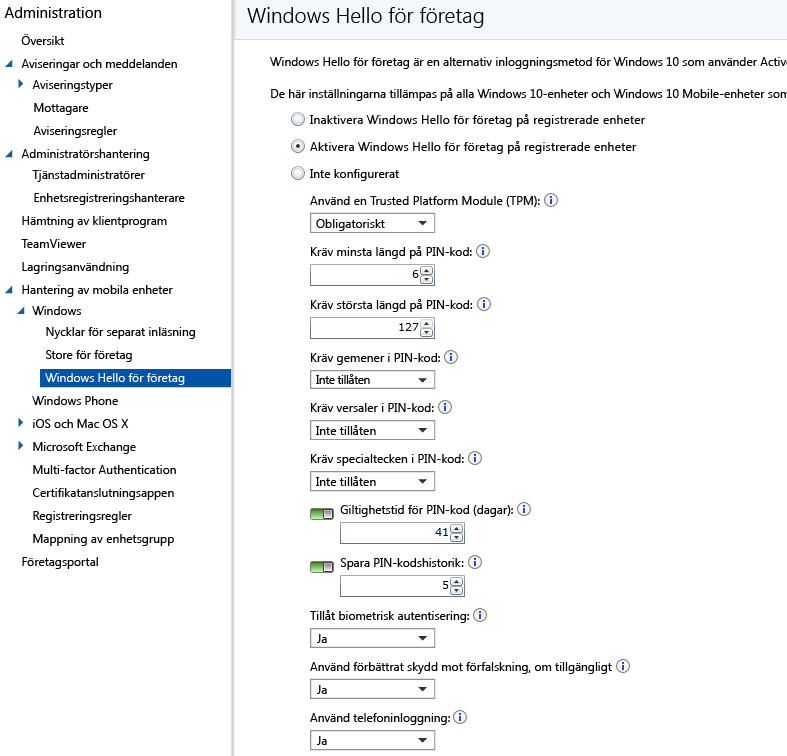 Administration
Översikt
Aviseringar och meddelanden
Aviseringstyper
Mottagare
Aviseringsregler
Administratörshantering
Tjänstadministratörer
Enhetsregistreringshanterare
Hämtning av klientprogram
TeamViewer
Lagringsanvändning
Hantering av mobila enheter
Windows
Nycklar för separat inläsning
Store för företag
Windows Hello för företag
Windows Phone
iOS och Mac OS X
Microsoft Exchange
Multi-factor Authentication
Certifikatanslutningsappen
Registreringsregler
Mappning av enhetsgrupp
Företagsportal
Windows Hello för företag
Windows Hello för företag är en alternativ inloggningsmetod för Windows 10 som använder Active
De här inställningarna tillämpas på alla Windows 10-enheter och Windows 10 Mobile-enheter som
Inaktivera Windows Hello för företag på registrerade enheter
Aktivera Windows Hello för företag på registrerade enheter
Inte konfigurerat
Använd en Trusted Platform Module (TPM):
Obligatoriskt
Kräv minsta längd på PIN-kod:
6
Kräv största längd på PIN-kod:
127
Kräv gemener i PIN-kod:
Inte tillåten
Kräv versaler i PIN-kod:
Inte tillåten
Kräv specialtecken i PIN-kod:
Inte tillåten
Giltighetstid för PIN-kod (dagar):
41
Spara PIN-kodshistorik:
5
Tillåt biometrisk autentisering:
Ja
Använd förbättrat skydd mot förfalskning, om tillgängligt
Ja
Använd telefoninloggning:
Ja